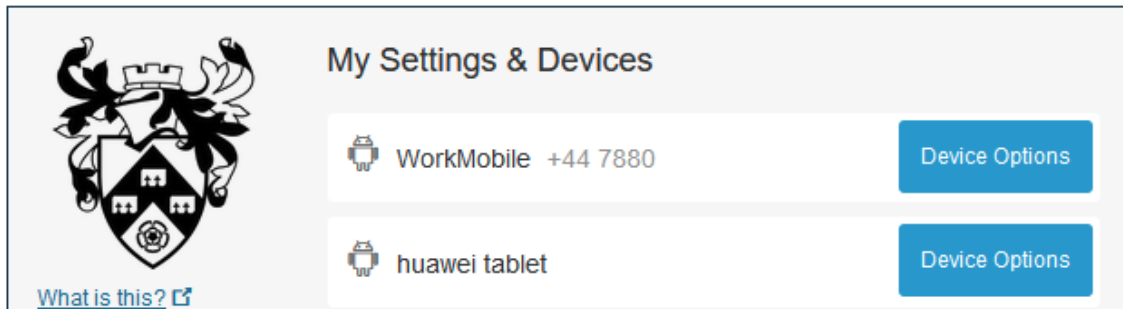 My Settings & Devices
WorkMobile +44 7880
Device Options
huawei tablet
Device Options
What is this?